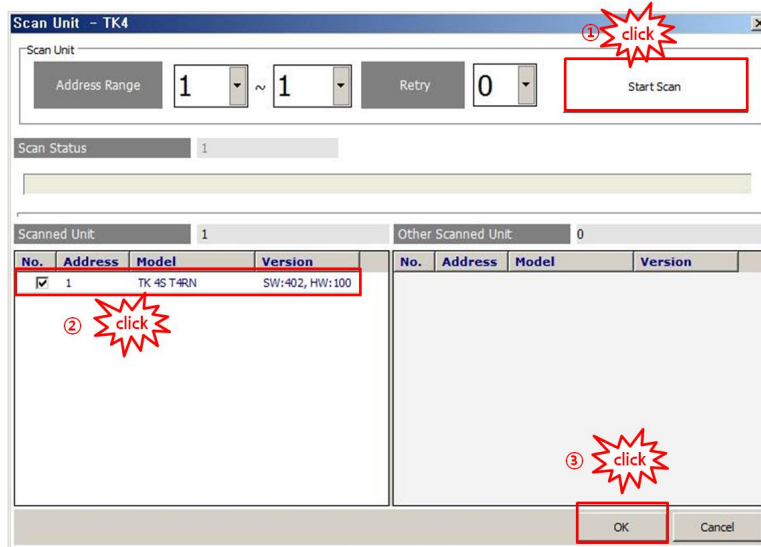 Scan Unit - TK4
① click
Scan Unit
Address Range 1 ~ 1 Retry 0 Start Scan
Scan Status 1
Scanned Unit 1 Other Scanned Unit 0
No. Address Model Version No. Address Model Version
1 TK 4S T4RN SW:402, HW:100
② click
③ click
OK Cancel